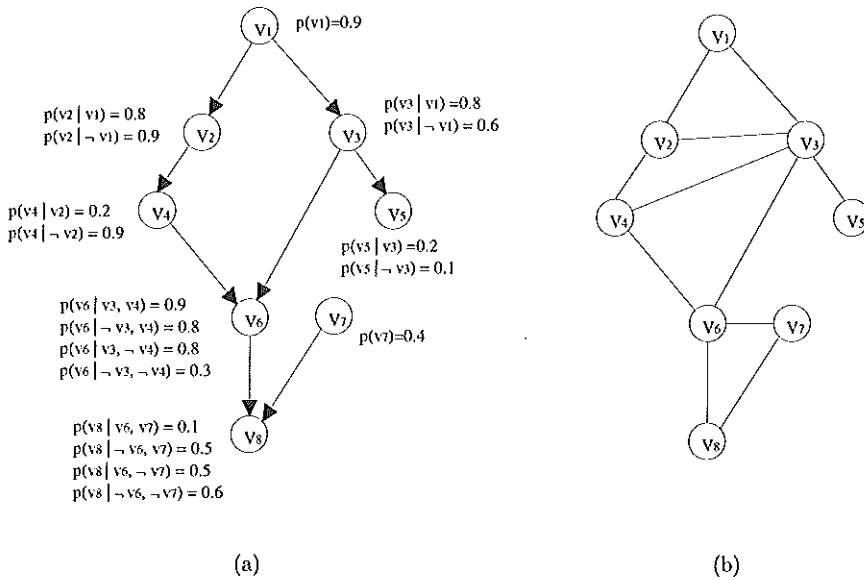 V1
p(v1)=0.9
p(v2 | v1) = 0.8
p(v2 | ¬ v1) = 0.9
V2
V3
p(v3 | v1)=0.8
p(v3 | ¬ v1) = 0.6
p(v4 | v2) = 0.2
p(v4 | ¬ v2) = 0.9
V4
V5
p(v5 | v3) = 0.2
p(v5 | ¬ v3) = 0.1
p(v6 | v3, v4) = 0.9
p(v6 | ¬ v3, v4) = 0.8
p(v6 | v3, ¬ v4) = 0.8
p(v6 | ¬ v3, ¬ v4) = 0.3
V6
V7
p(v7)=0.4
p(v8 | v6, v7) = 0.1
p(v8 | ¬ v6, v7) = 0.5
p(v8 | v6, ¬ v7) = 0.5
p(v8 | ¬ v6, ¬ v7) = 0.6
V8
(a)
V1
V2
V3
V4
V5
V6
V7
V8
(b)